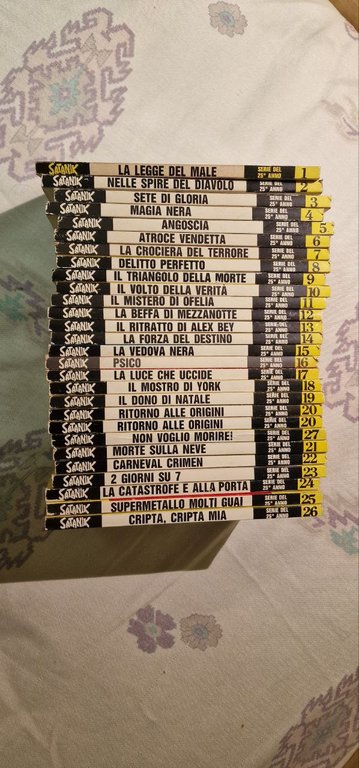 SATANIK LA LEGGE DEL MALE SERIE DEL 25° ANNO 1
SATANIK NELLE SPIRE DEL DIAVOLO SERIE DEL 25° ANNO 2
SATANIK SETE DI GLORIA SERIE DEL 25° ANNO 3
SATANIK MAGIA NERA SERIE DEL 25° ANNO 4
SATANIK ANGOSCIA SERIE DEL 25° ANNO 5
SATANIK ATROCE VENDETTA SERIE DEL 25° ANNO 6
SATANIK LA CROCIERA DEL TERRORE SERIE DEL 25° ANNO 7
SATANIK DELITTO PERFETTO SERIE DEL 25° ANNO 8
SATANIK IL TRIANGOLO DELLA MORTE SERIE DEL 25° ANNO 9
SATANIK IL VOLTO DELLA VERITÀ SERIE DEL 25° ANNO 10
SATANIK IL MISTERO DI OFELIA SERIE DEL 25° ANNO 11
SATANIK LA BEFFA DI MEZZANOTTE SERIE DEL 25° ANNO 12
SATANIK IL RITRATTO DI ALEX BEY SERIE DEL 25° ANNO 13
SATANIK LA FORZA DEL DESTINO SERIE DEL 25° ANNO 14
SATANIK LA VEDOVA NERA SERIE DEL 25° ANNO 15
SATANIK PSICO SERIE DEL 25° ANNO 16
SATANIK LA LUCE CHE UCCIDE SERIE DEL 25° ANNO 17
SATANIK IL MOSTRO DI YORK SERIE DEL 25° ANNO 18
SATANIK IL DONO DI NATALE SERIE DEL 25° ANNO 19
SATANIK RITORNO ALLE ORIGINI SERIE DEL 25° ANNO 20
SATANIK RITORNO ALLE ORIGINI SERIE DEL 25° ANNO 20
SATANIK NON VOGLIO MORIRE! SERIE DEL 25° ANNO 27
SATANIK MORTE SULLA NEVE SERIE DEL 25° ANNO 21
SATANIK CARNEVAL CRIMEN SERIE DEL 25° ANNO 22
SATANIK 2 GIORNI SU 7 SERIE DEL 25° ANNO 23
SATANIK LA CATASTROFE E ALLA PORTA SERIE DEL 25° ANNO 24
SATANIK SUPERMETALLO MOLTI GUAI SERIE DEL 25° ANNO 25
SATANIK CRIPTA, CRIPTA MIA SERIE DEL 25° ANNO 26